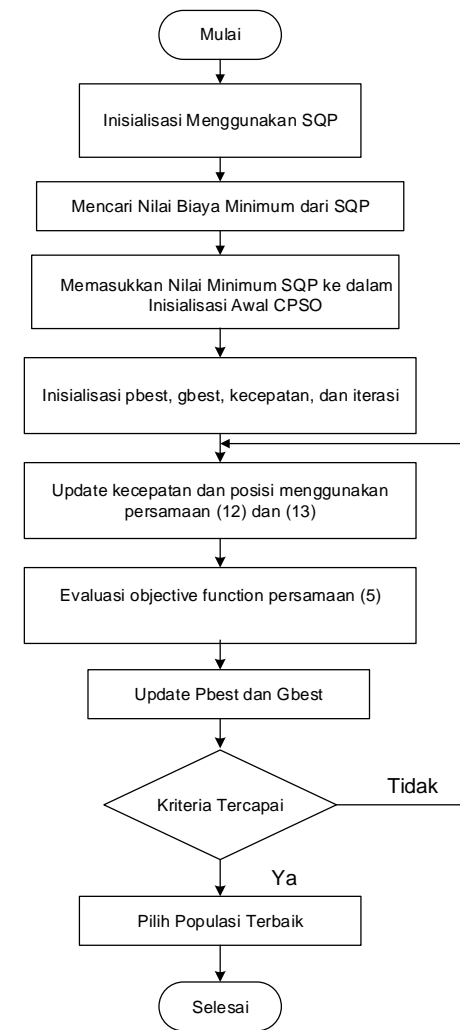 Mulai
Inisialisasi Menggunakan SQP
Mencari Nilai Biaya Minimum dari SQP
Memasukkan Nilai Minimum SQP ke dalam
Inisialisasi Awal CPSO
Inisialisasi pbest, gbest, kecepatan, dan iterasi
Update kecepatan dan posisi menggunakan
persamaan (12) dan (13)
Evaluasi objective function persamaan (5)
Update Pbest dan Gbest
Kriteria Tercapai
Tidak
Ya
Pilih Populasi Terbaik
Selesai